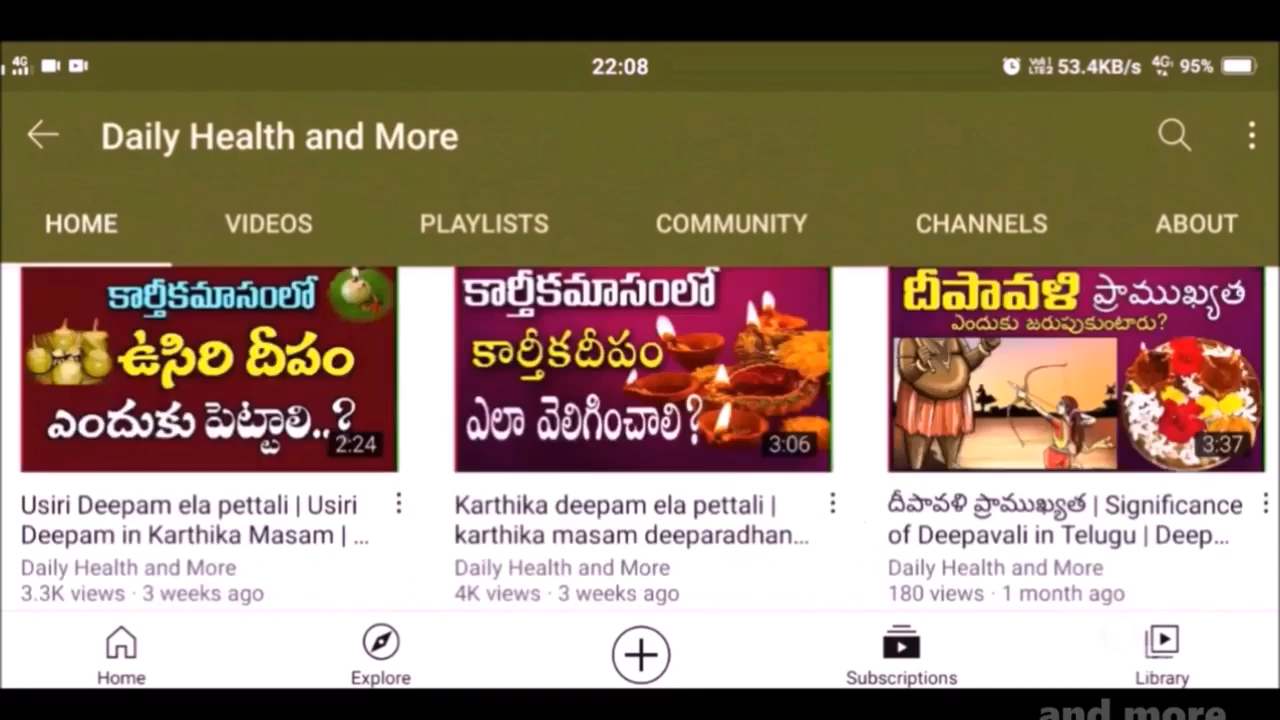 4G 22:08 Vo1 LTE2 53.4KB/s 4G 95%
Daily Health and More
HOME VIDEOS PLAYLISTS COMMUNITY CHANNELS ABOUT
కార్తీకమాసంలో
ఉసిరి దీపం
ఎందుకు పెట్టాలి..?
2:24
కార్తీకమాసంలో
కార్తీకదీపం
ఎలా వెలిగించాలి?
3:06
దీపావళి ప్రాముఖ్యత
ఎందుకు జరుపుకుంటారు?
3:37
Usiri Deepam ela pettali | Usiri
Deepam in Karthika Masam | ...
Daily Health and More
3.3K views · 3 weeks ago
Karthika deepam ela pettali |
karthika masam deeparadhan...
Daily Health and More
4K views · 3 weeks ago
దీపావళి ప్రాముఖ్యత | Significance
of Deepavali in Telugu | Deep...
Daily Health and More
180 views · 1 month ago
Home Explore Subscriptions Library
and more